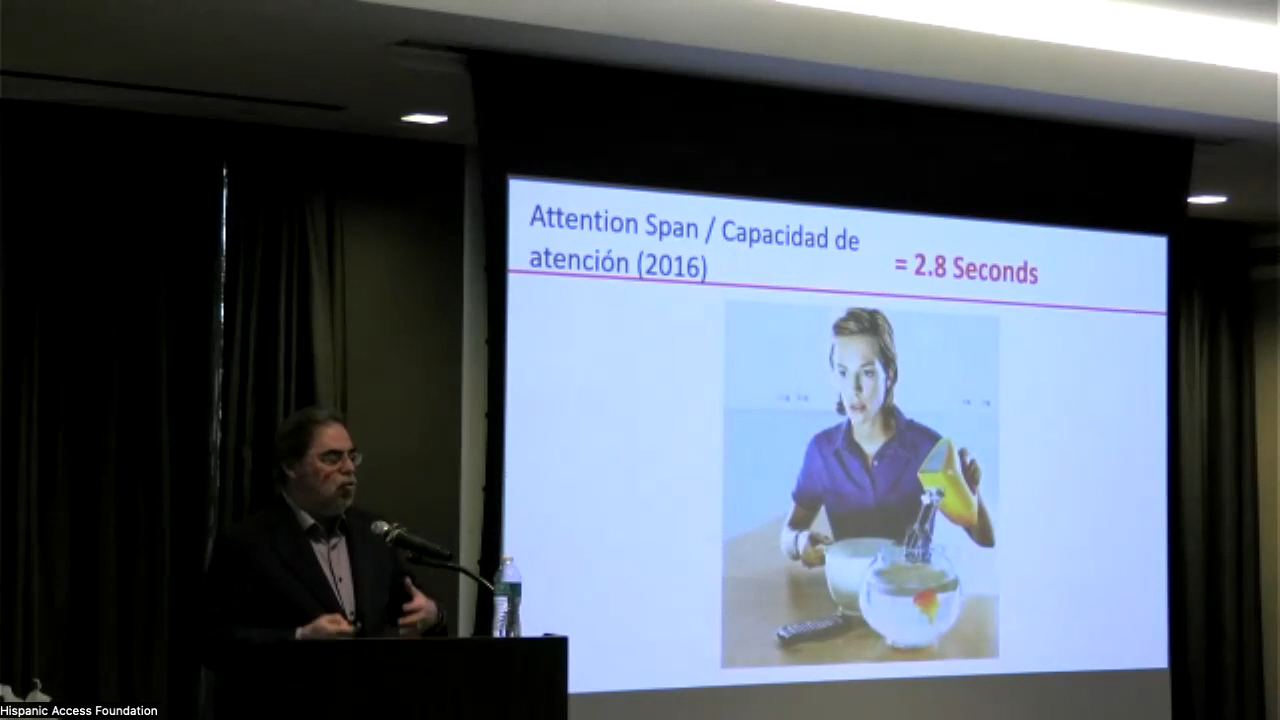 Attention Span / Capacidad de
atención (2016)
= 2.8 Seconds
Hispanic Access Foundation